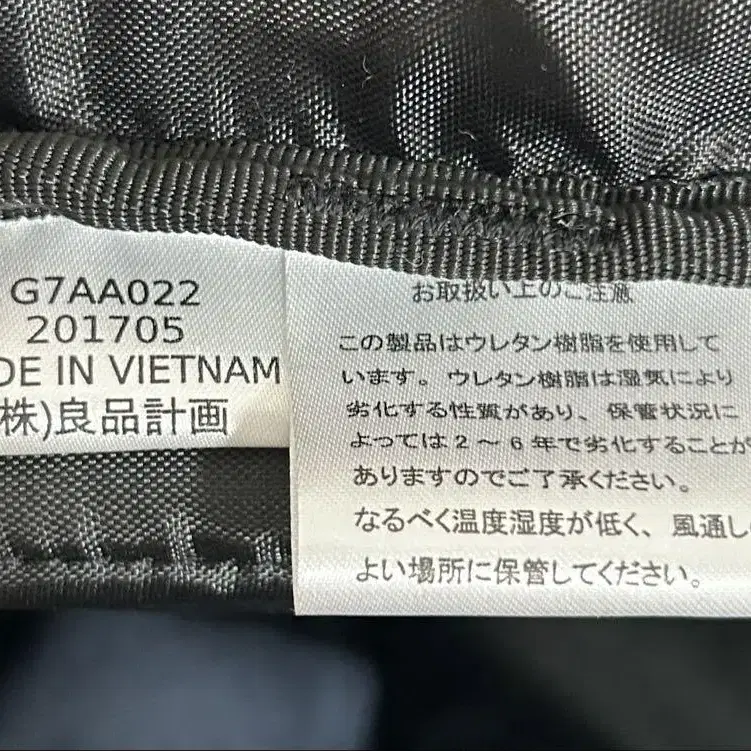 G7AA022
201705
DE IN VIETNAM
株)良品計画
お取扱い上のご注意
この製品はウレタン樹脂を使用して
います。ウレタン樹脂は湿気により
劣化する性質があり、保管状況に
よっては2〜6年で劣化することが
ありますのでご了承ください。
なるべく温度湿度が低く、風通し
よい場所に保管してください。